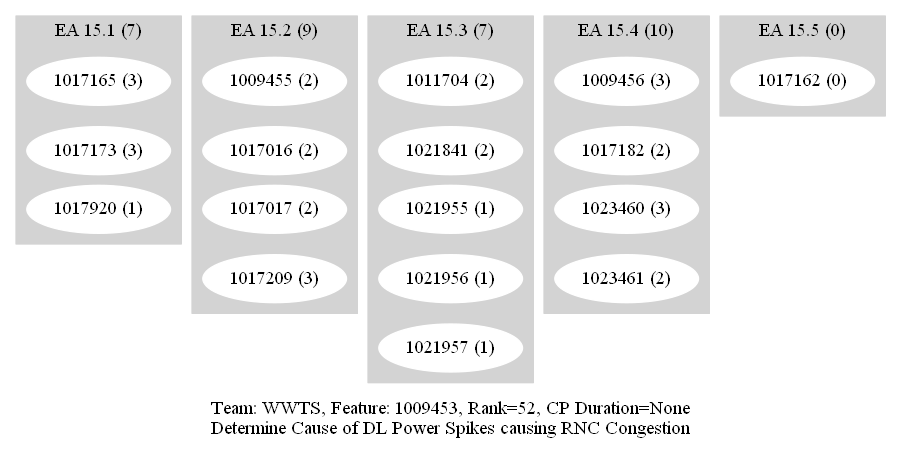 EA 15.1 (7)
1017165 (3)
1017173 (3)
1017920 (1)
EA 15.2 (9)
1009455 (2)
1017016 (2)
1017017 (2)
1017209 (3)
EA 15.3 (7)
1011704 (2)
1021841 (2)
1021955 (1)
1021956 (1)
1021957 (1)
EA 15.4 (10)
1009456 (3)
1017182 (2)
1023460 (3)
1023461 (2)
EA 15.5 (0)
1017162 (0)
Team: WWTS, Feature: 1009453, Rank=52, CP Duration=None
Determine Cause of DL Power Spikes causing RNC Congestion